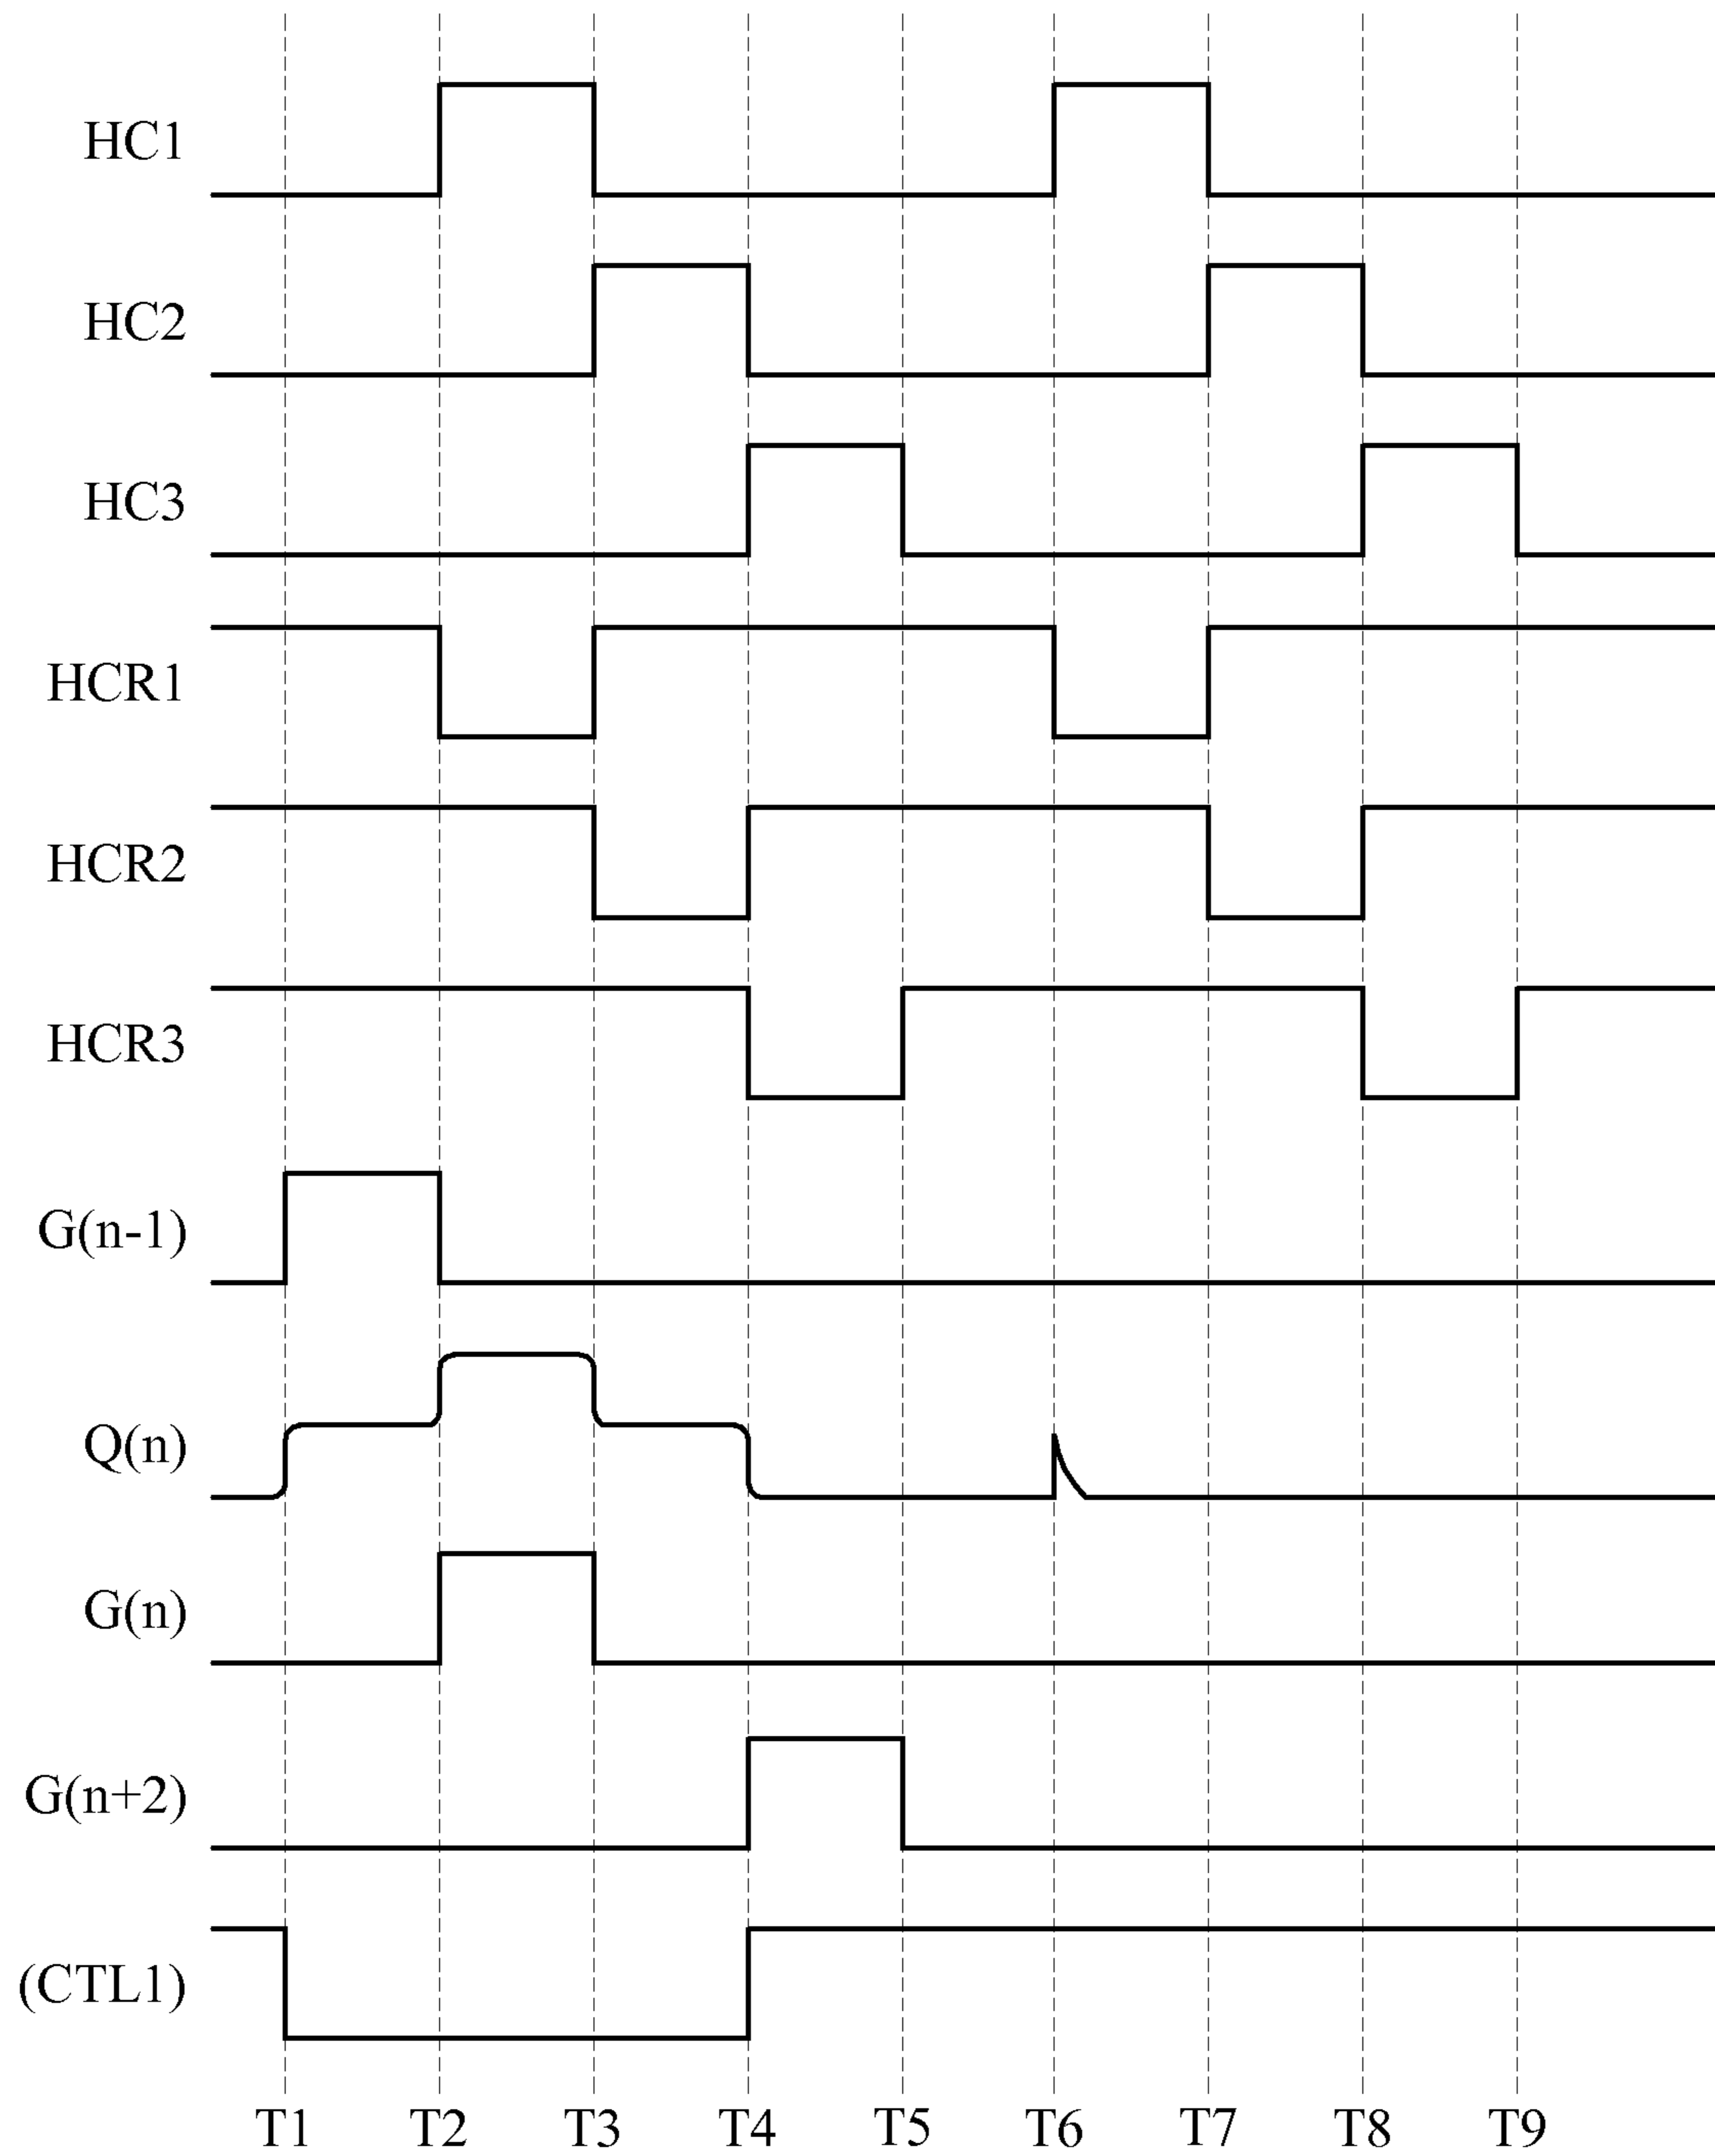 HC1
HC2
HC3
HCR1
HCR2
HCR3
G(n-1)
Q(n)
G(n)
G(n+2)
(CTL1)
T1 T2 T3 T4 T5 T6 T7 T8 T9